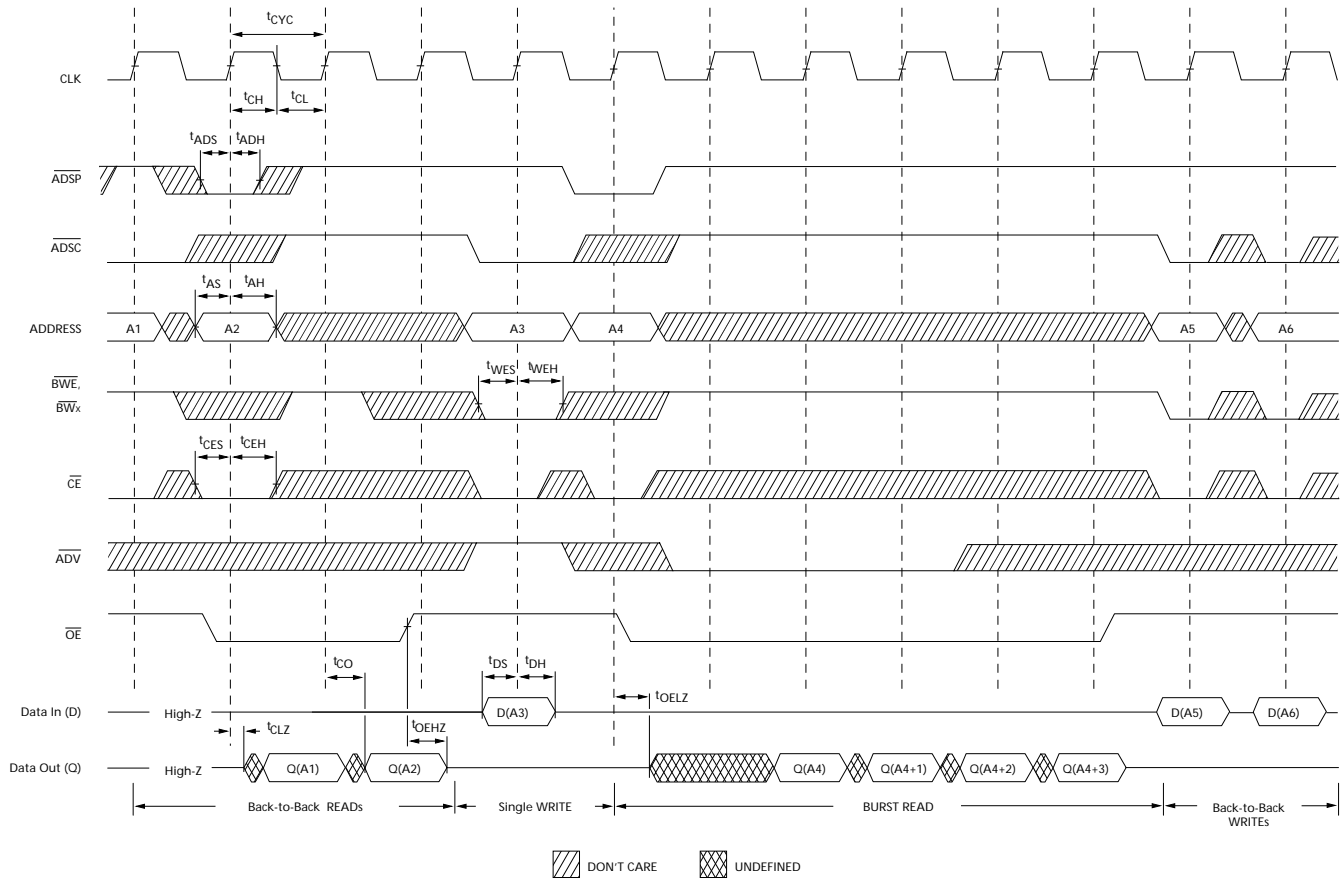 tCYC
CLK
tCH
tCL
tADS
tADH
ADSP
ADSC
tAS
tAH
ADDRESS
A1
A2
A3
A4
A5
A6
tWES
tWEH
BWE,
BWx
tCES
tCEH
CE
ADV
OE
tCO
tDS
tDH
tOELZ
Data In (D)
High-Z
D(A3)
D(A5)
D(A6)
tCLZ
tOEHZ
Data Out (Q)
High-Z
Q(A1)
Q(A2)
Q(A4)
Q(A4+1)
Q(A4+2)
Q(A4+3)
Back-to-Back READs
Single WRITE
BURST READ
Back-to-Back
WRITEs
DON'T CARE
UNDEFINED